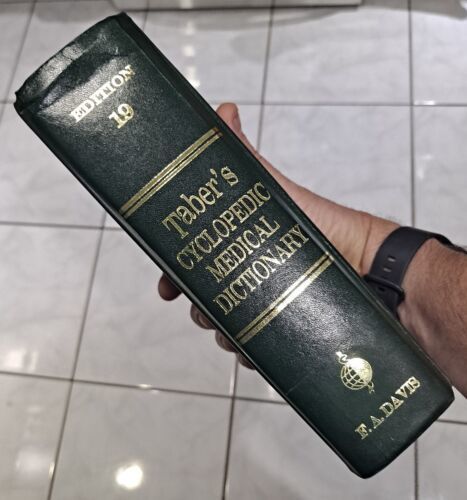 EDITION
19
Taber's
CYCLOPEDIC
MEDICAL
DICTIONARY
F.A. DAVIS